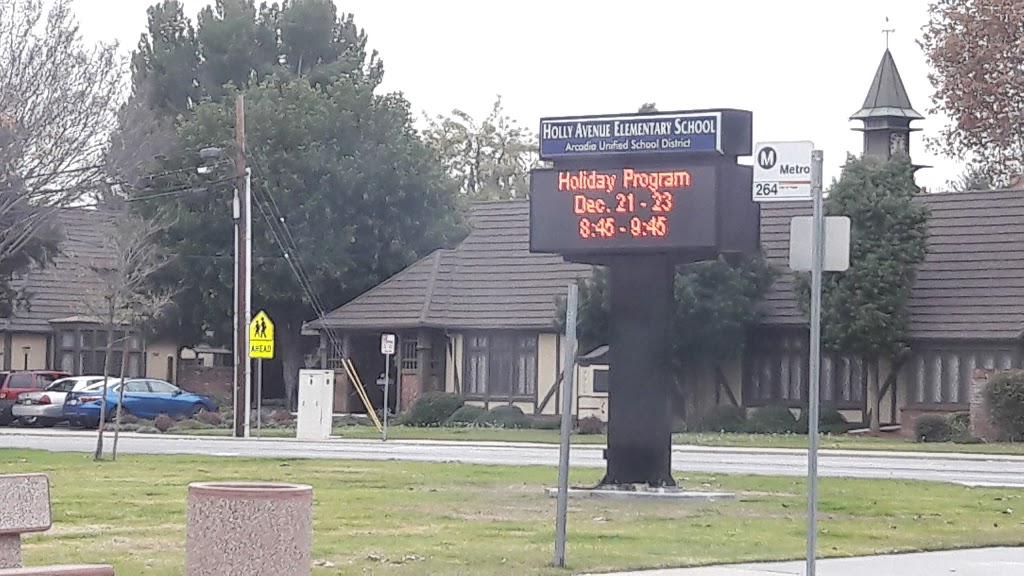 HOLLY AVENUE ELEMENTARY SCHOOL
Arcadia Unified School District
Holiday Program
Dec. 21 - 23
8:45 - 9:45
M Metro
264
AHEAD